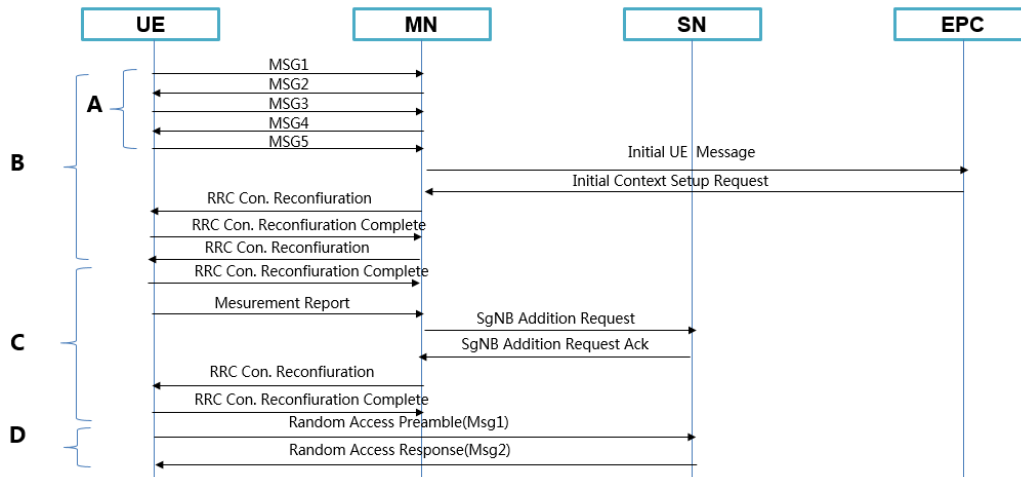 UE MN SN EPC
MSG1
MSG2
A
MSG3
MSG4
MSG5
Initial UE Message
B
Initial Context Setup Request
RRC Con. Reconfiuration
RRC Con. Reconfiuration Complete
RRC Con. Reconfiuration
RRC Con. Reconfiuration Complete
Mesurement Report
SgNB Addition Request
C
SgNB Addition Request Ack
RRC Con. Reconfiuration
RRC Con. Reconfiuration Complete
Random Access Preamble(Msg1)
D
Random Access Response(Msg2)